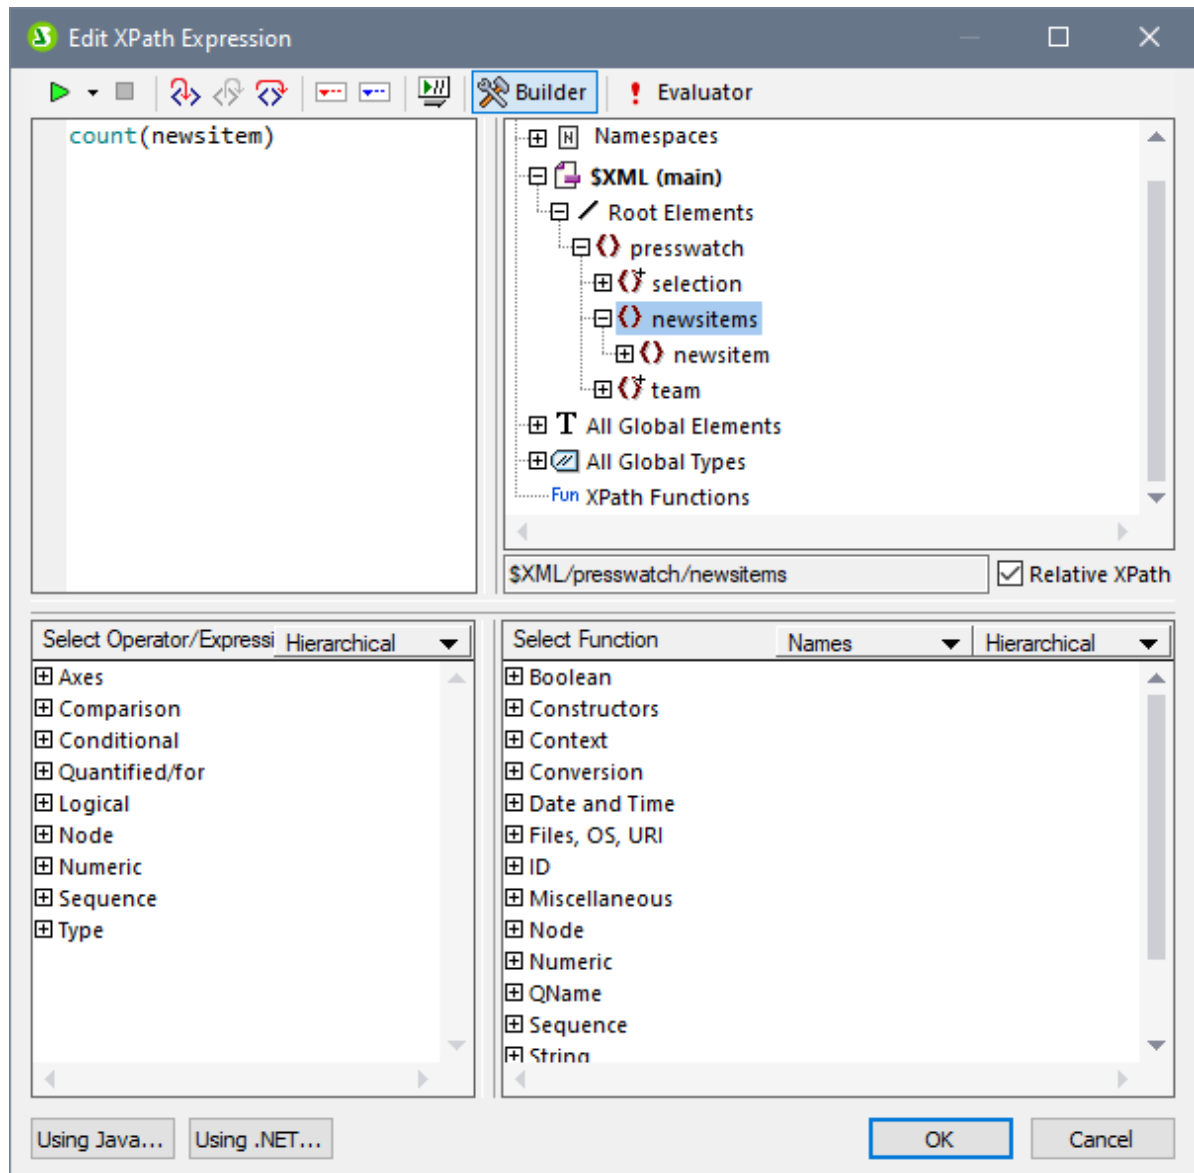 Edit XPath Expression
Builder
! Evaluator
count(newsitem)
N Namespaces
$XML (main)
Root Elements
presswatch
selection
newsitems
newsitem
team
T All Global Elements
All Global Types
Fun XPath Functions
$XML/presswatch/newsitems
Relative XPath
Select Operator/Expressi Hierarchical
Axes
Comparison
Conditional
Quantified/for
Logical
Node
Numeric
Sequence
Type
Select Function Names Hierarchical
Boolean
Constructors
Context
Conversion
Date and Time
Files, OS, URI
ID
Miscellaneous
Node
Numeric
QName
Sequence
String
Using Java... Using .NET... OK Cancel